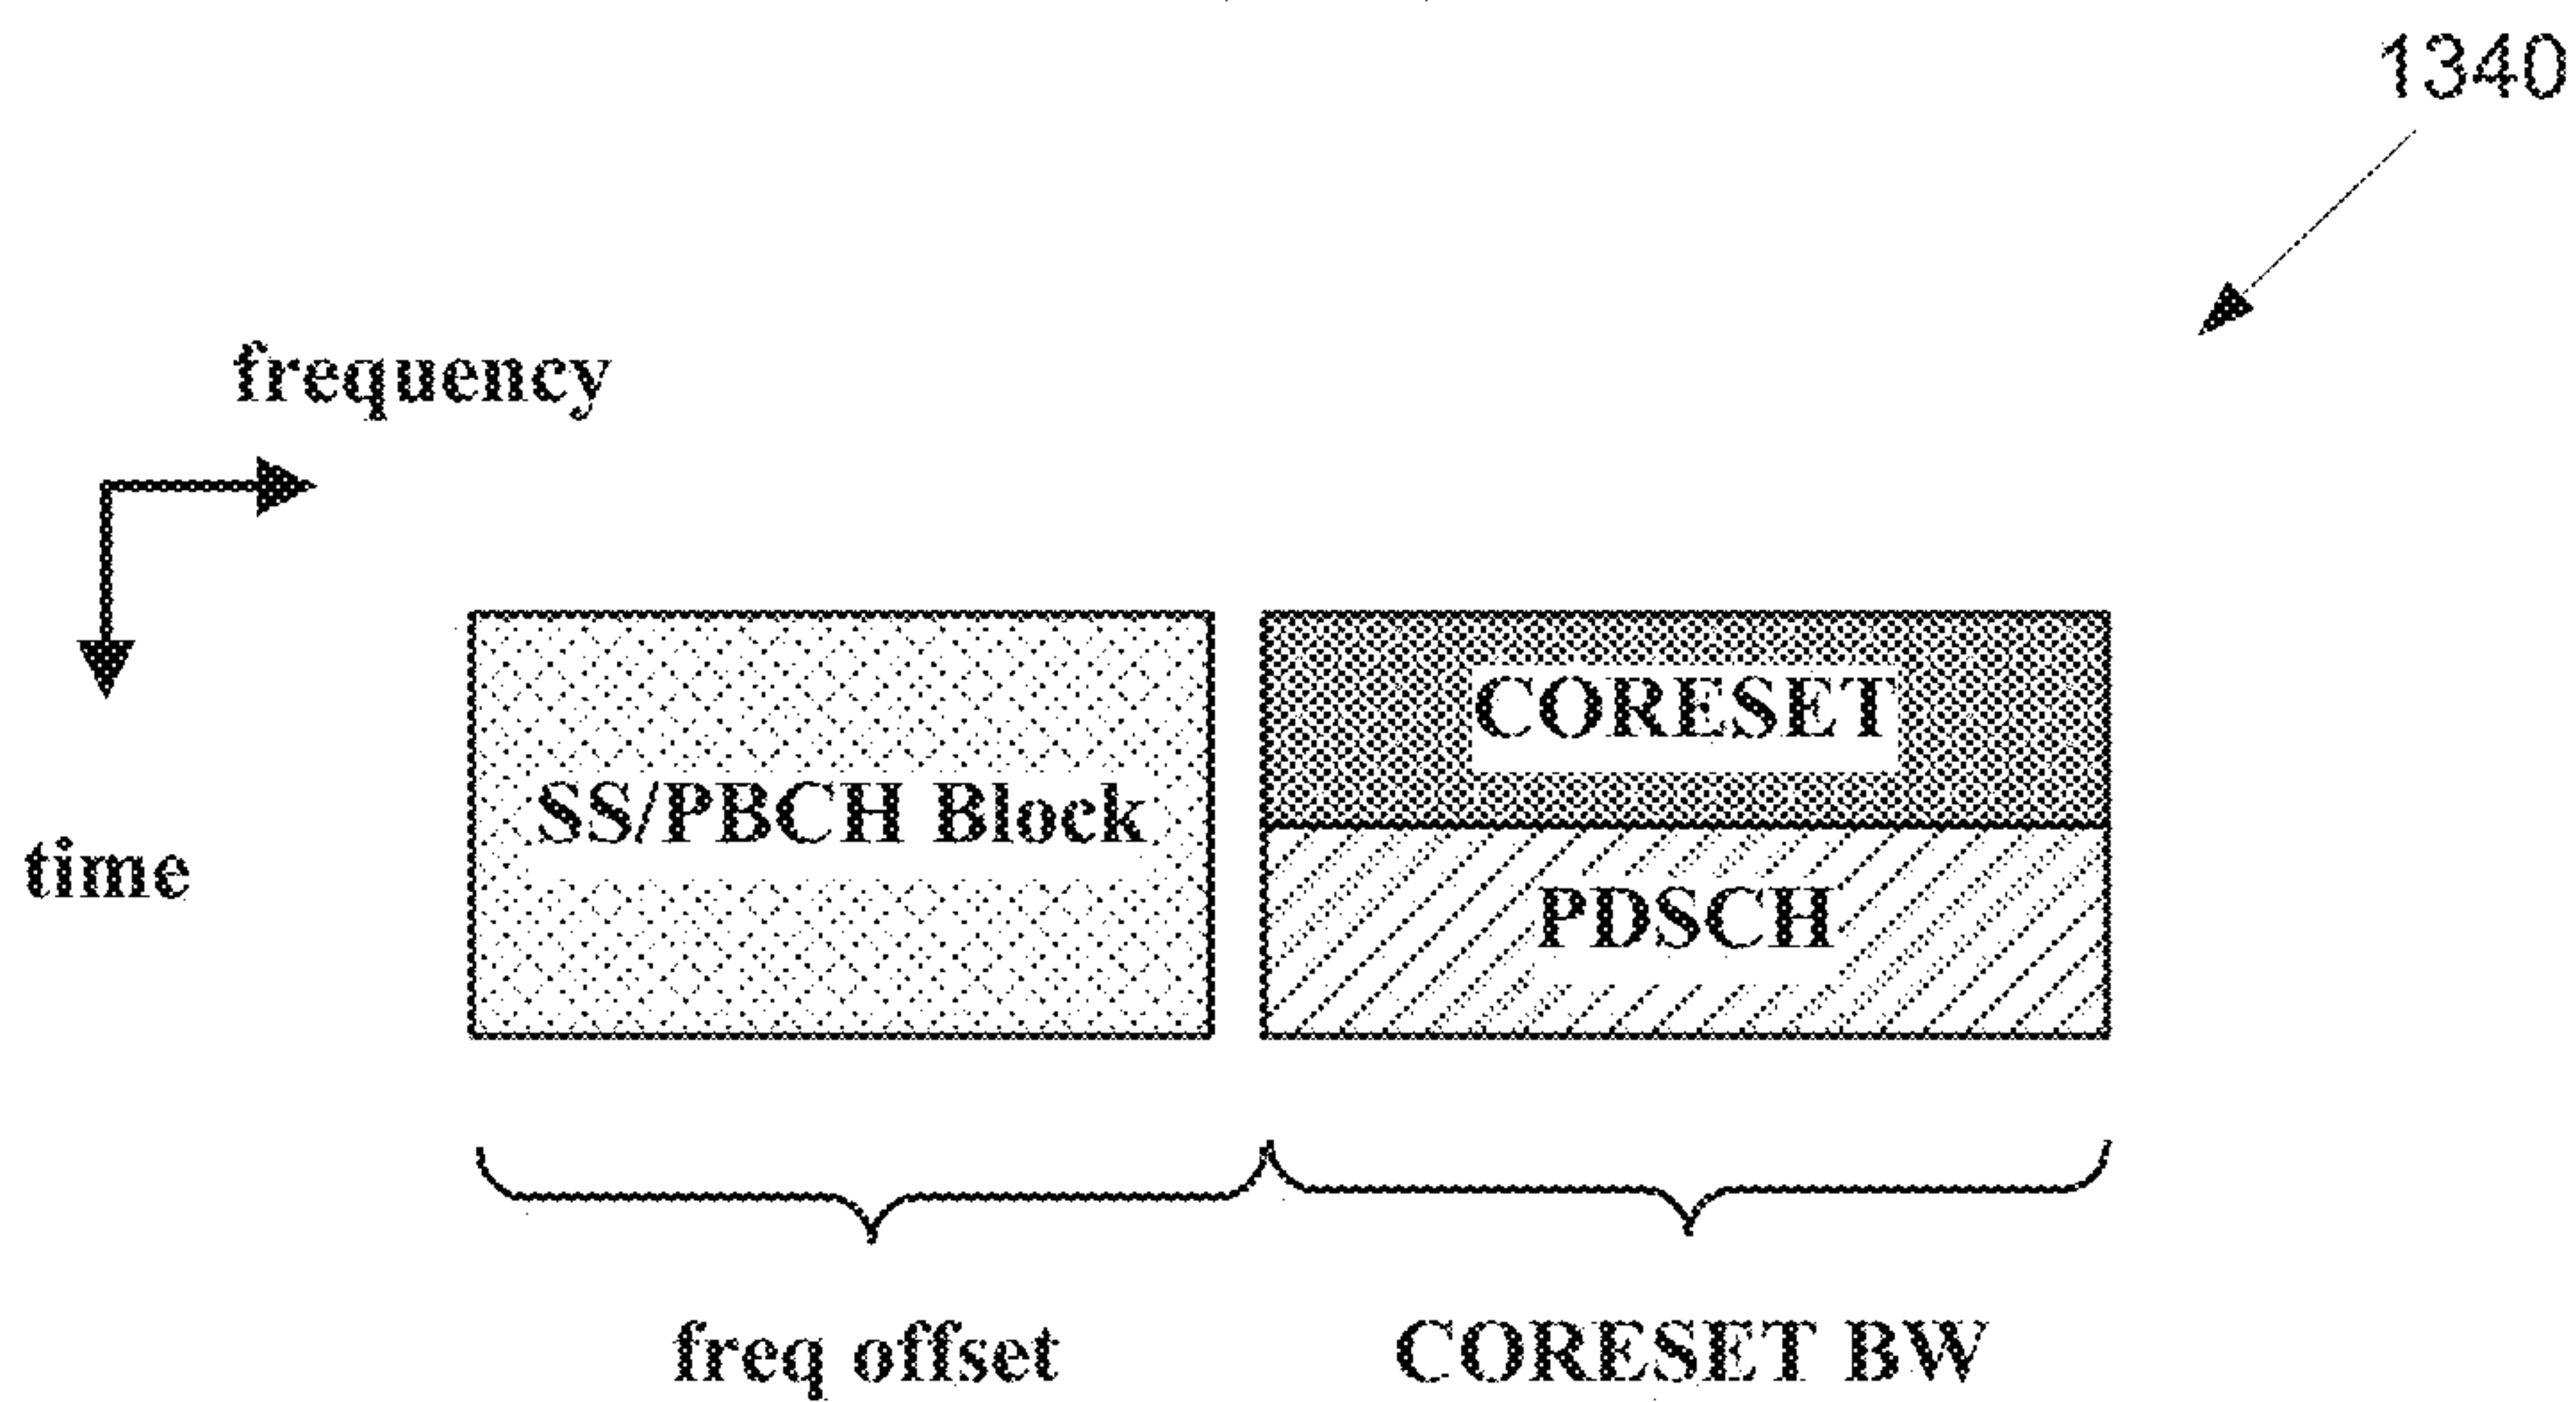 1340
frequency
time
SS/PBCH Block
CORESET
PDSCH
freq offset
CORESET BW